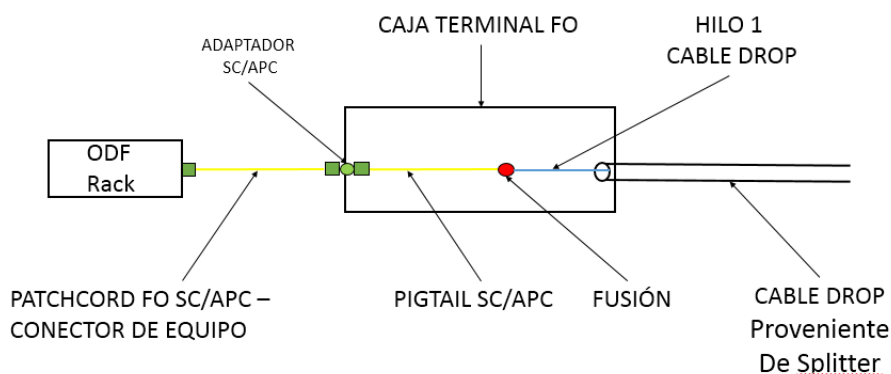 CAJA TERMINAL FO
HILO 1
CABLE DROP
ADAPTADOR
SC/APC
ODF
Rack
PATCHCORD FO SC/APC –
CONECTOR DE EQUIPO
PIGTAIL SC/APC
FUSIÓN
CABLE DROP
Proveniente
De Splitter